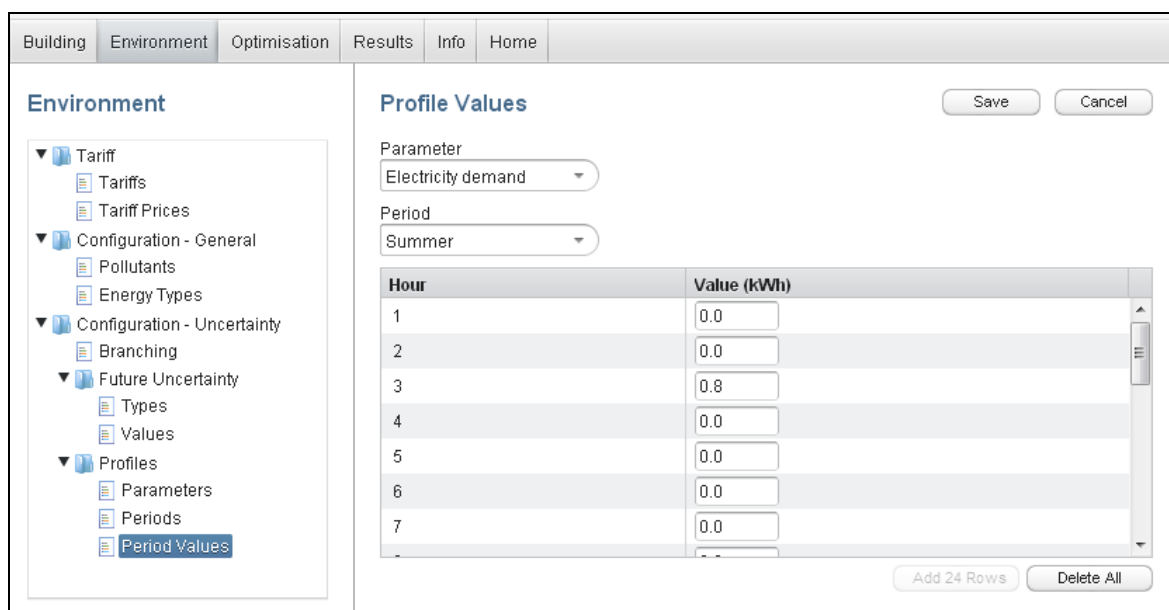 Building Environment Optimisation Results Info Home
Environment
Tariff
Tariffs
Tariff Prices
Configuration - General
Pollutants
Energy Types
Configuration - Uncertainty
Branching
Future Uncertainty
Types
Values
Profiles
Parameters
Periods
Period Values
Profile Values
Save Cancel
Parameter
Electricity demand
Period
Summer
Hour Value (kWh)
1 0.0
2 0.0
3 0.8
4 0.0
5 0.0
6 0.0
7 0.0
Add 24 Rows Delete All